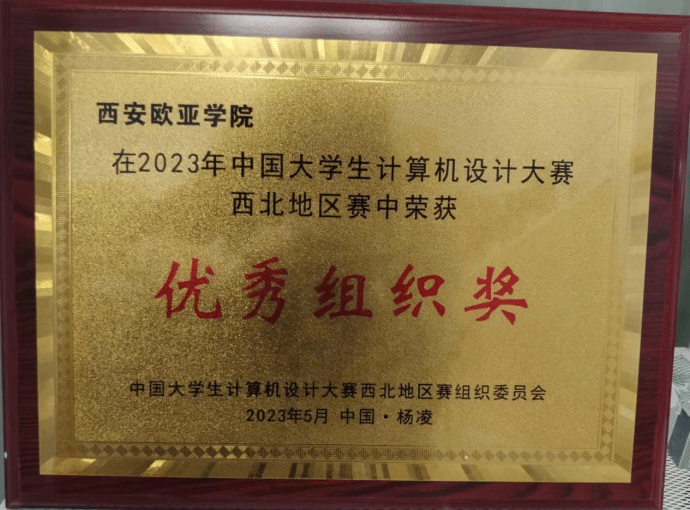 西安欧亚学院
在2023年中国大学生计算机设计大赛
西北地区赛中荣获
优秀组织奖
中国大学生计算机设计大赛西北地区赛组织委员会
2023年5月 中国·杨凌